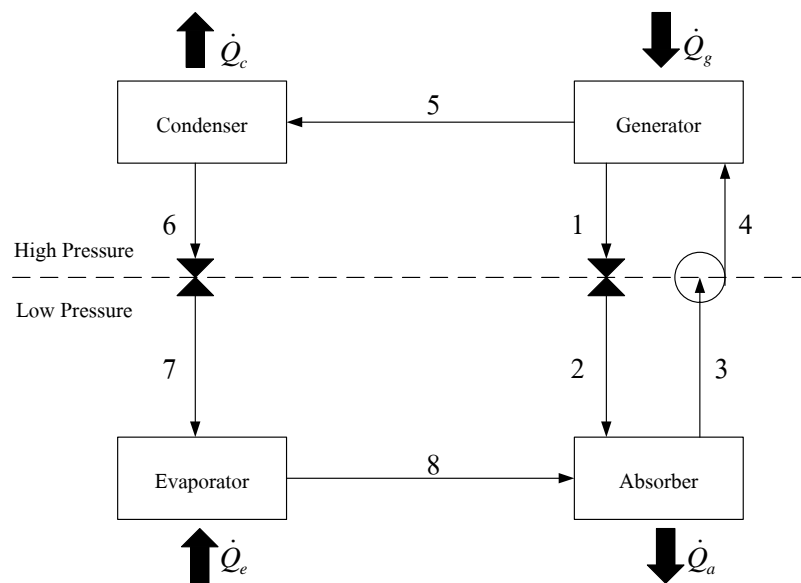 Q̇c
Q̇g
Condenser
5
Generator
6
1
4
High Pressure
Low Pressure
7
2
3
Evaporator
8
Absorber
Q̇e
Q̇a